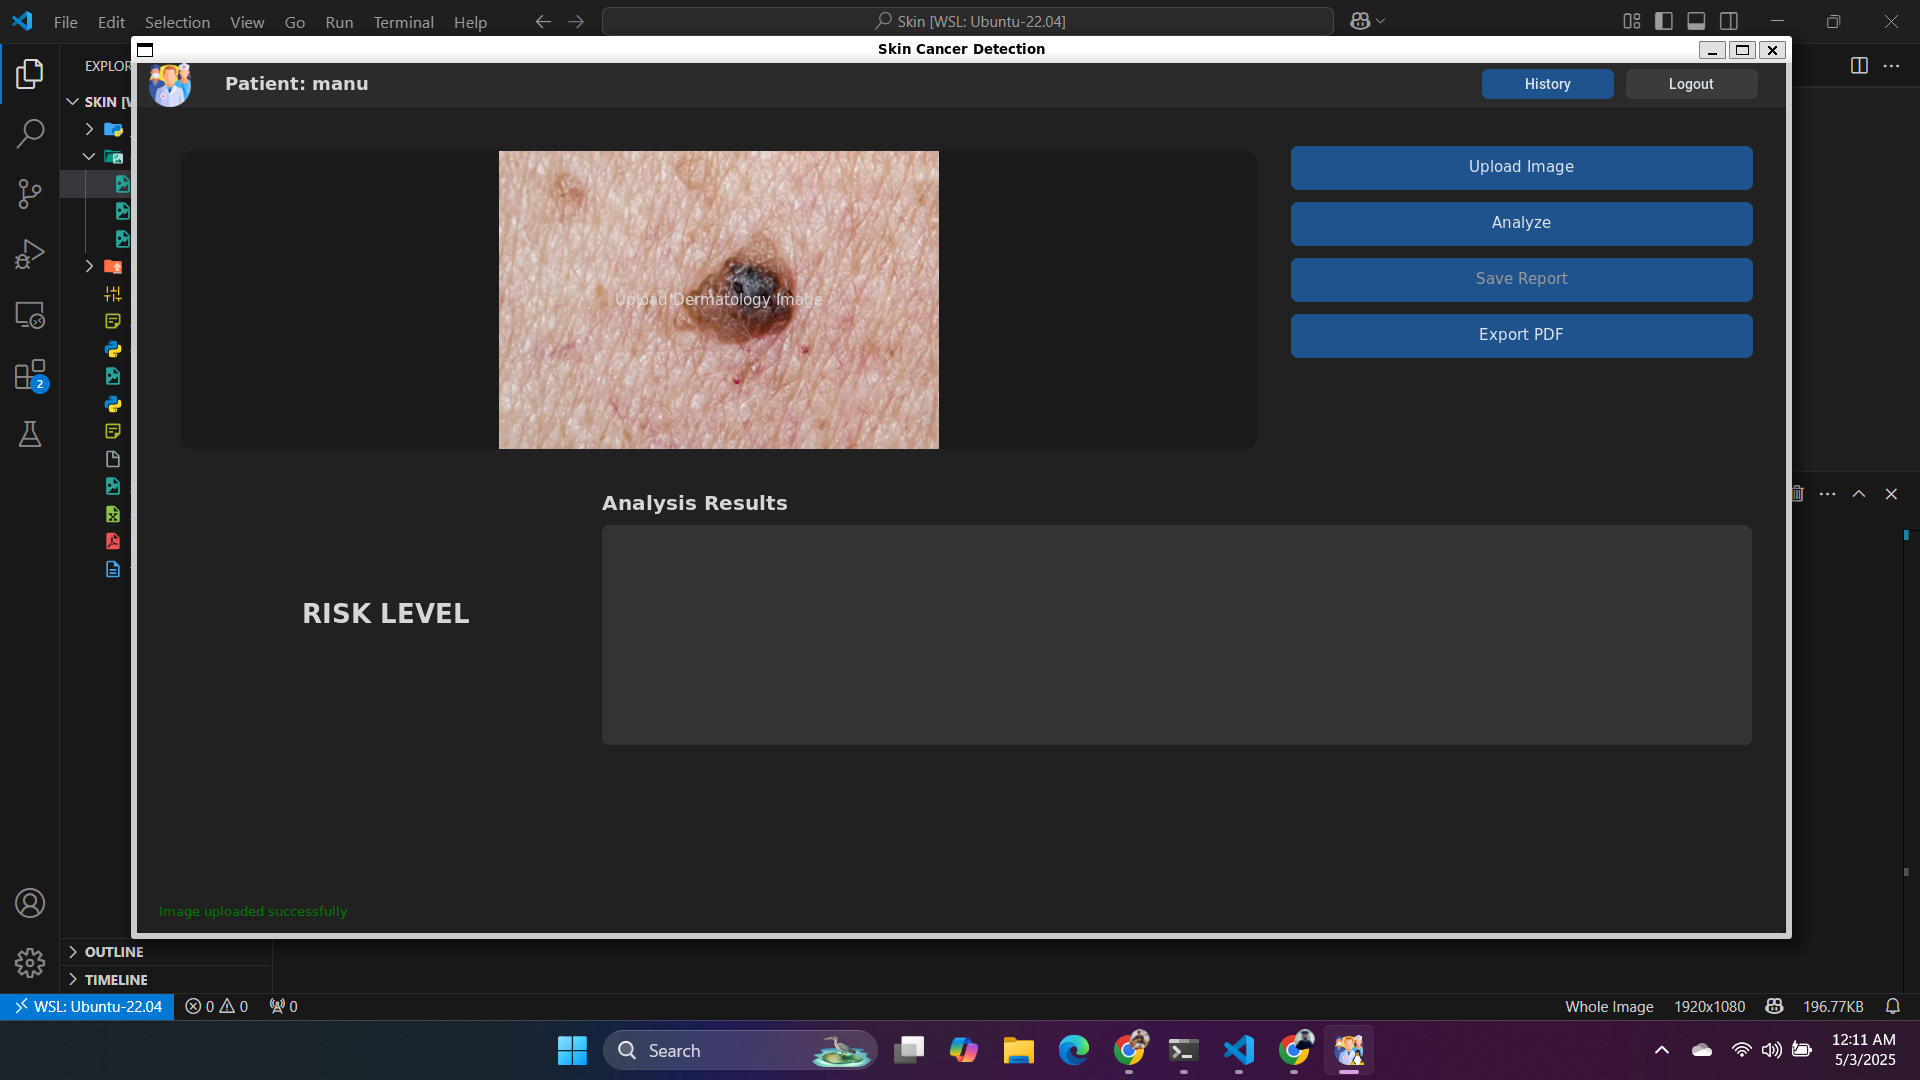 File Edit Selection View Go Run Terminal Help
Skin [WSL: Ubuntu-22.04]
Skin Cancer Detection
EXPLOR
Patient: manu
History
Logout
SKIN [W
Upload Image
Analyze
Save Report
Export PDF
Upload Dermatology Image
Analysis Results
RISK LEVEL
2
Image uploaded successfully
OUTLINE
TIMELINE
WSL: Ubuntu-22.04 0 0 0
Whole Image 1920x1080 196.77KB
Search
12:11 AM
5/3/2025